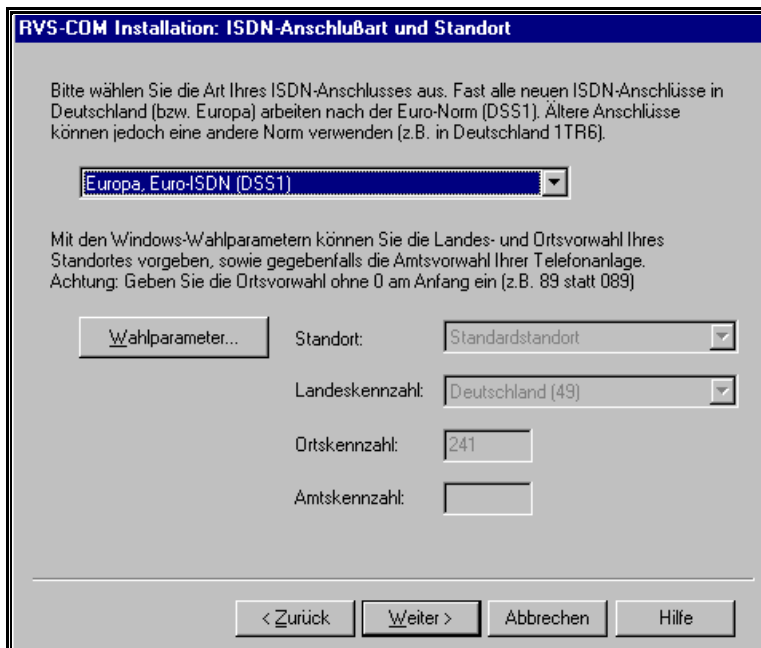 RVS-COM Installation: ISDN-Anschlußart und Standort
Bitte wählen Sie die Art Ihres ISDN-Anschlusses aus. Fast alle neuen ISDN-Anschlüsse in
Deutschland (bzw. Europa) arbeiten nach der Euro-Norm (DSS1). Ältere Anschlüsse
können jedoch eine andere Norm verwenden (z.B. in Deutschland 1TR6).
Europa, Euro-ISDN (DSS1)
Mit den Windows-Wahlparametern können Sie die Landes- und Ortsvorwahl Ihres
Standortes vorgeben, sowie gegebenfalls die Amtsvorwahl Ihrer Telefonanlage.
Achtung: Geben Sie die Ortsvorwahl ohne 0 am Anfang ein (z.B. 89 statt 089)
Wahlparameter...
Standort: Standardstandort
Landeskennzahl: Deutschland (49)
Ortskennzahl: 241
Amtskennzahl:
< Zurück Weiter > Abbrechen Hilfe